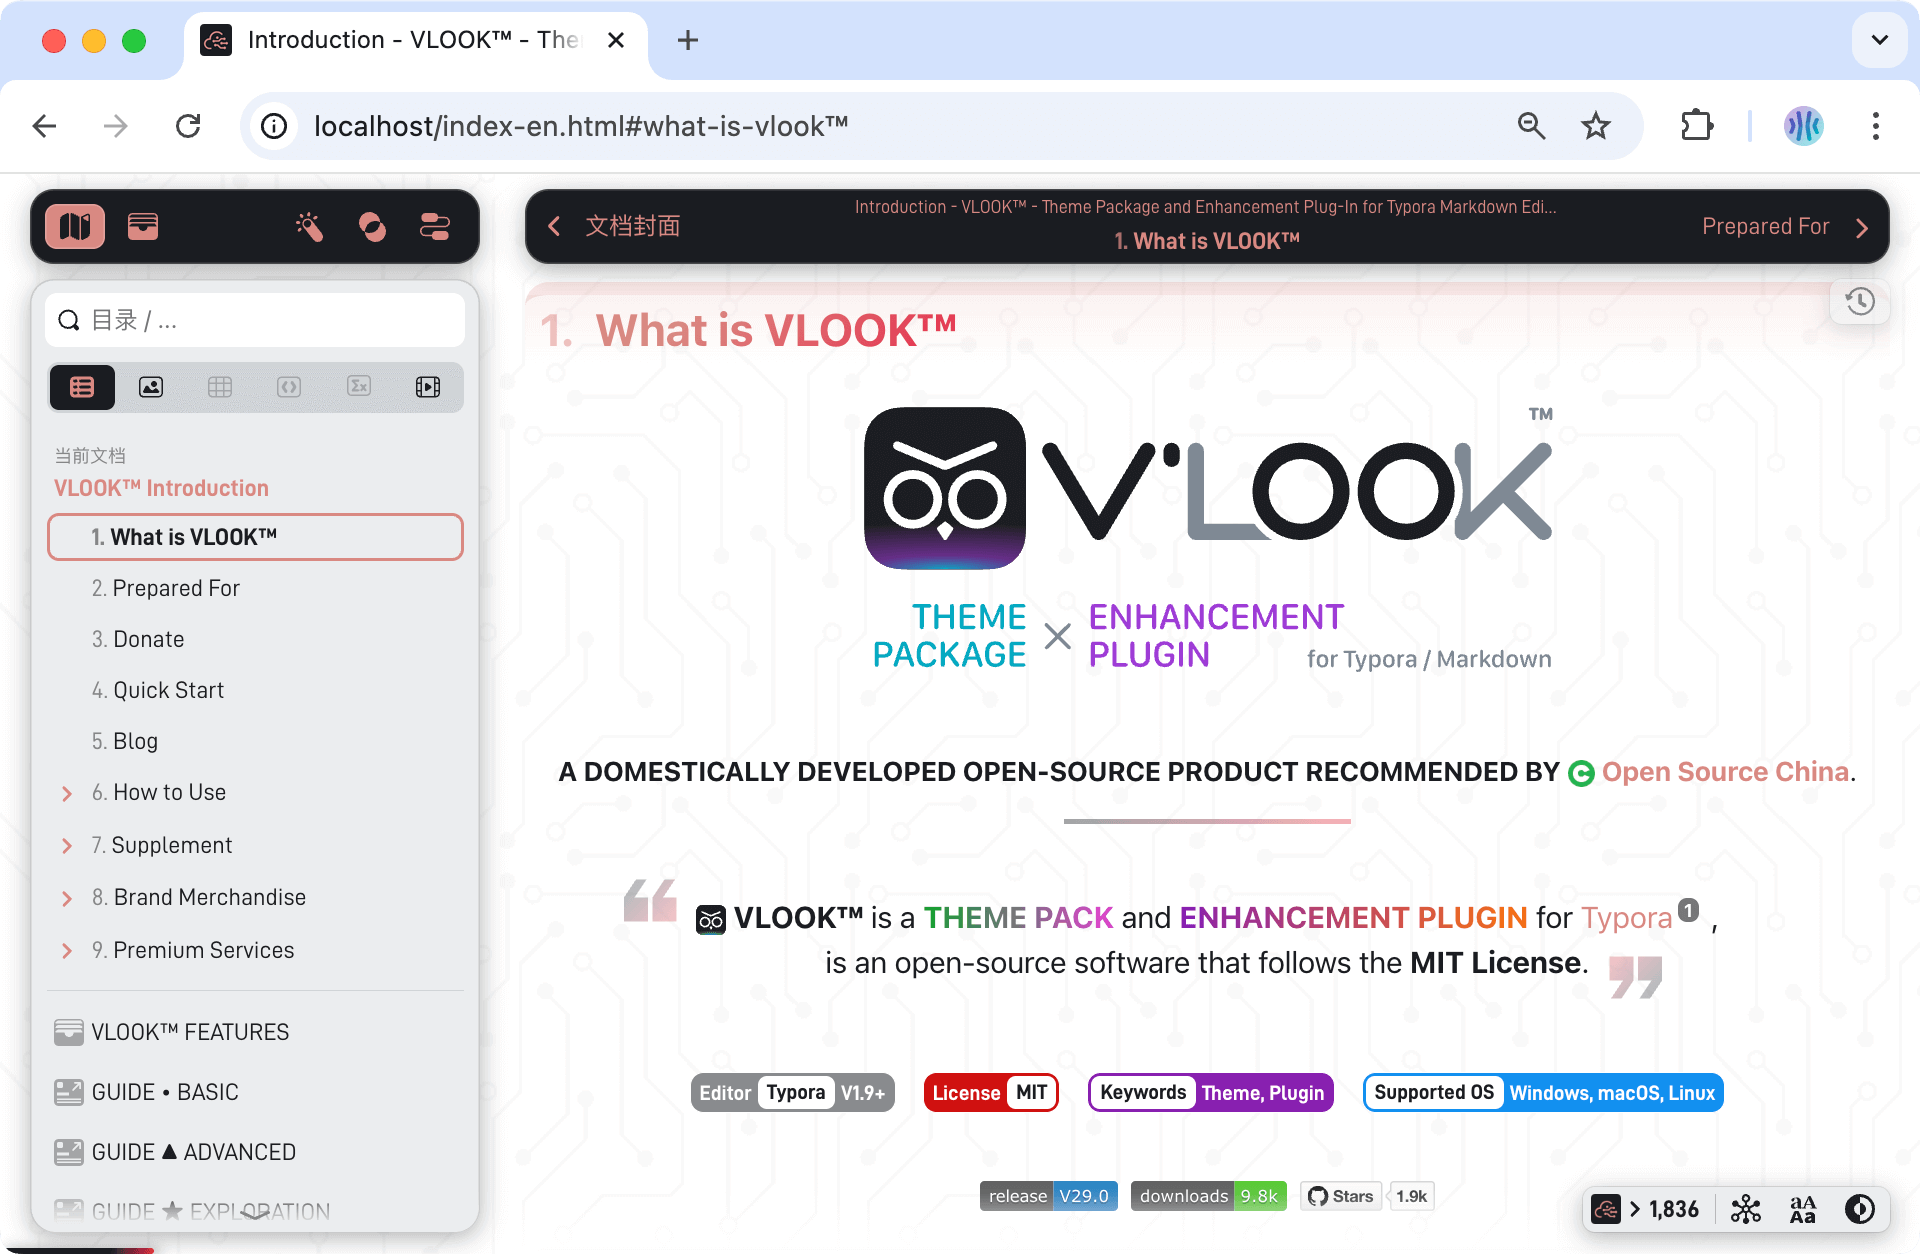 Introduction - VLOOK™ - The
localhost/index-en.html#what-is-vlook™
文档封面
Introduction - VLOOK™ - Theme Package and Enhancement Plug-In for Typora Markdown Edi...
1. What is VLOOK™
Prepared For
目录 / ...
当前文档
VLOOK™ Introduction
1. What is VLOOK™
2. Prepared For
3. Donate
4. Quick Start
5. Blog
6. How to Use
7. Supplement
8. Brand Merchandise
9. Premium Services
VLOOK™ FEATURES
GUIDE • BASIC
GUIDE ▲ ADVANCED
GUIDE ★ EXPLORATION
1. What is VLOOK™
V'LOOK™
THEME PACKAGE × ENHANCEMENT PLUGIN
for Typora / Markdown
A DOMESTICALLY DEVELOPED OPEN-SOURCE PRODUCT RECOMMENDED BY Open Source China.
VLOOK™ is a THEME PACK and ENHANCEMENT PLUGIN for Typora 1 ,
is an open-source software that follows the MIT License.
Editor Typora V1.9+ License MIT Keywords Theme, Plugin Supported OS Windows, macOS, Linux
release V29.0 downloads 9.8k Stars 1.9k
1,836
aA
Aa